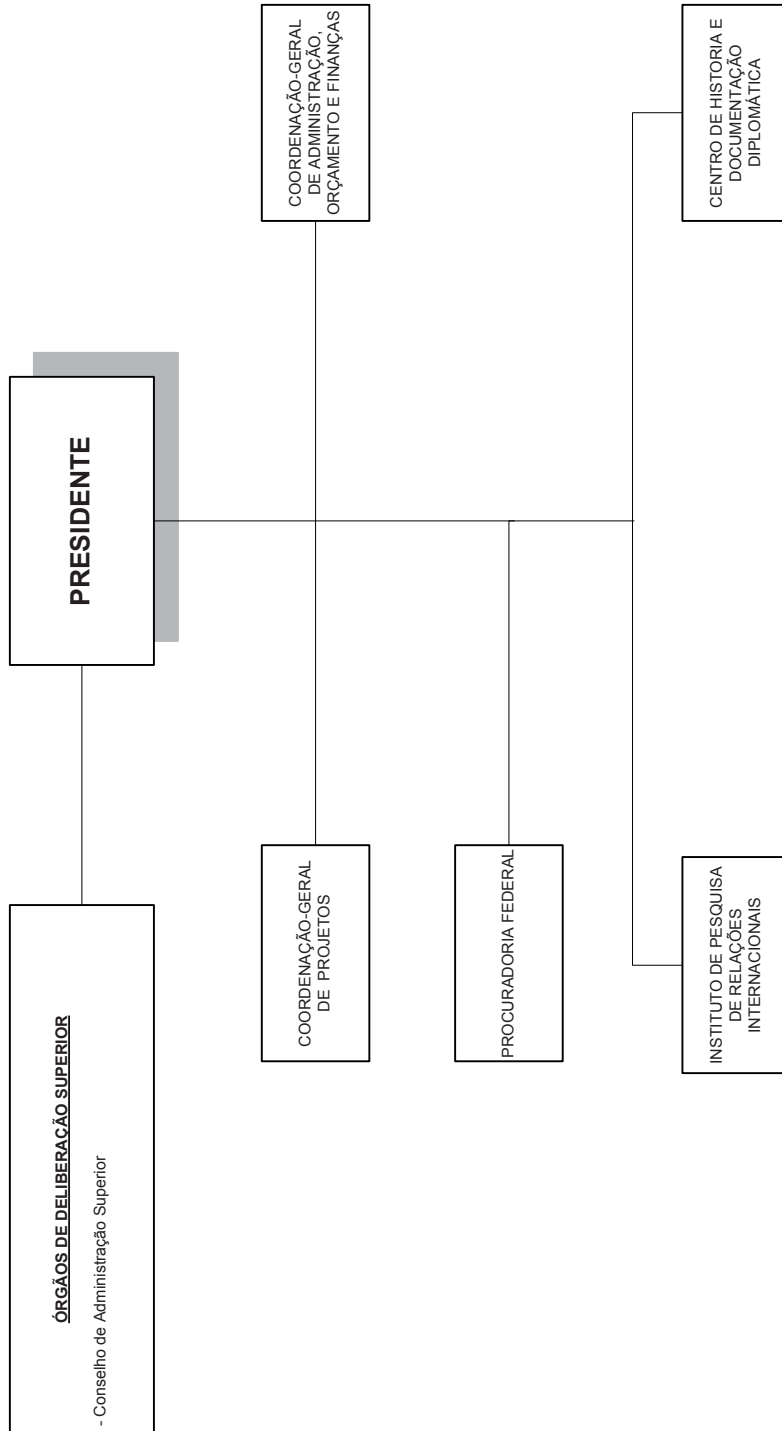 ÓRGÃOS DE DELIBERAÇÃO SUPERIOR
- Conselho de Administração Superior
PRESIDENTE
COORDENAÇÃO-GERAL
DE PROJETOS
COORDENAÇÃO-GERAL
DE ADMINISTRAÇÃO,
ORÇAMENTO E FINANÇAS
PROCURADORIA FEDERAL
INSTITUTO DE PESQUISA
DE RELAÇÕES
INTERNACIONAIS
CENTRO DE HISTORIA E
DOCUMENTAÇÃO
DIPLOMÁTICA